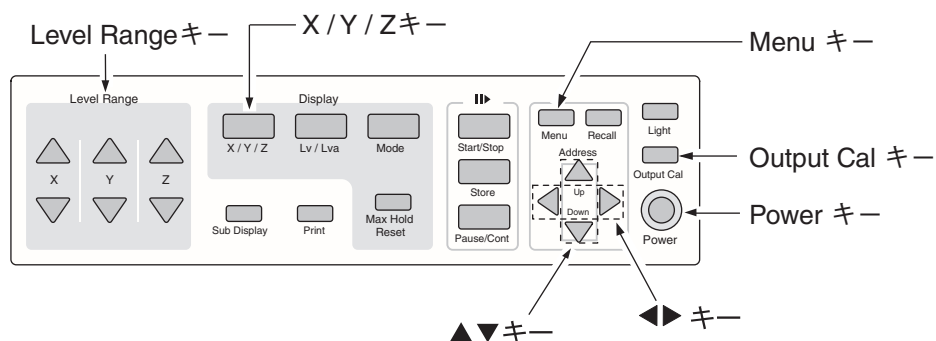 Level Rangeキー
X / Y / Zキー
Menu キー
Output Cal キー
Power キー
◀▶ キー
▲▼キー
Level Range
X
Y
Z
Display
X / Y / Z
Lv / Lva
Mode
Sub Display
Print
Max Hold
Reset
Start/Stop
Store
Pause/Cont
Menu
Recall
Address
Up
Down
Light
Output Cal
Power